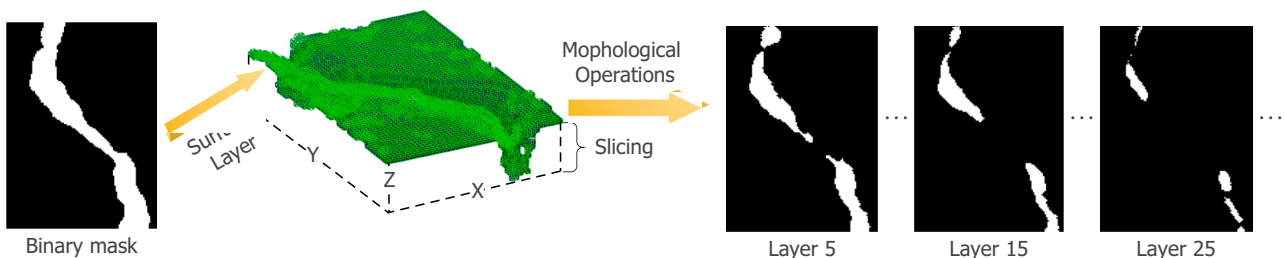 Binary mask
Layer
Y
Z
X
Mophological
Operations
Slicing
Layer 5
...
Layer 15
...
Layer 25
...